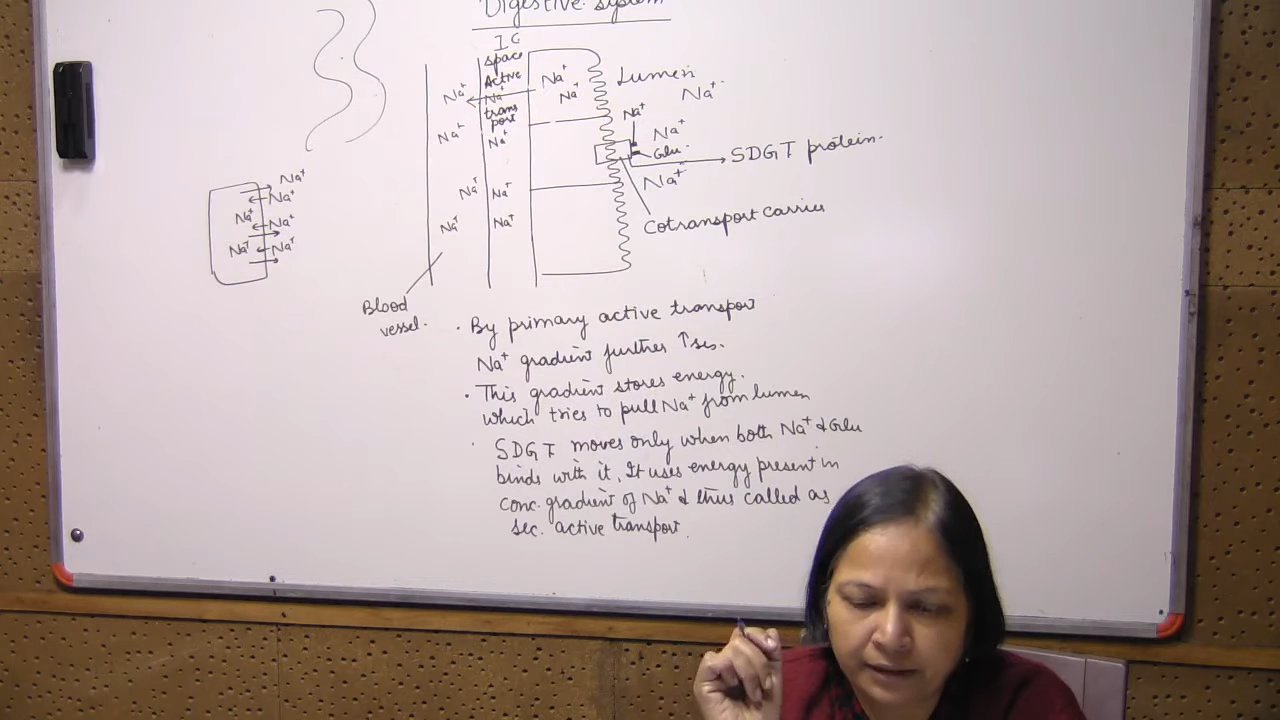 Digestive system
IC
space
Active
Na⁺
trans
port
Na⁺
Na⁺
Na⁺
Na⁺
Na⁺
Na⁺
Na⁺
Na⁺
Na⁺
Lumen
Na⁺
Na⁺
Na⁺
Glu.
Na⁺
SDGT protein.
Cotransport carrier
Na⁺
Na⁺
Na⁺
Na⁺
Na⁺
Na⁺
Blood
vessel.
· By primary active transport
Na⁺ gradient further ↑ses.
· This gradient stores energy.
which tries to pull Na⁺ from lumen
· SDGT moves only when both Na⁺ & Glu
binds with it. It uses energy present in
conc. gradient of Na⁺ & thus called as
sec. active transport.